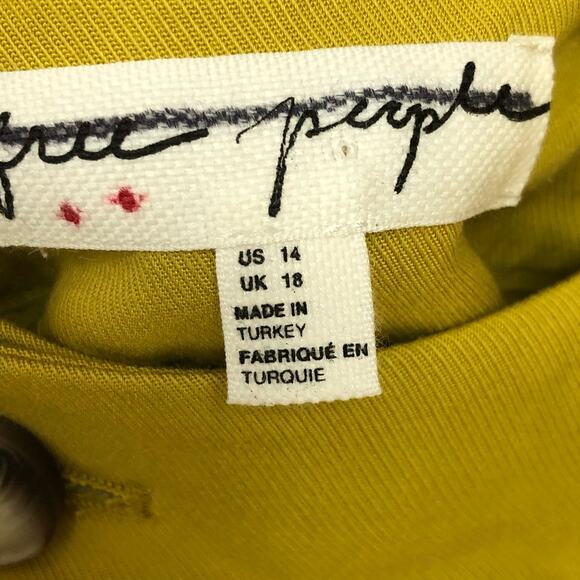 free people
US 14
UK 18
MADE IN
TURKEY
FABRIQUÉ EN
TURQUIE